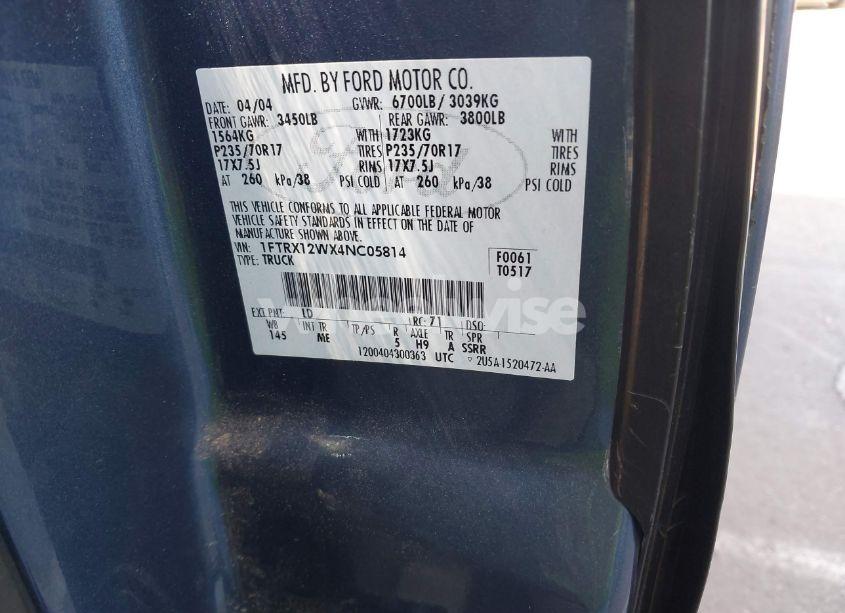 MFD. BY FORD MOTOR CO.
DATE: 04/04 GVWR: 6700LB/ 3039KG
FRONT GAWR: 3450LB REAR GAWR: 3800LB
1564KG WITH 1723KG WITH
P235/70R17 TIRES P235/70R17 TIRES
17X7.5J RIMS 17X7.5J RIMS
AT 260 kPa/38 PSI COLD AT 260 kPa/38 PSI COLD
THIS VEHICLE CONFORMS TO ALL APPLICABLE FEDERAL MOTOR
VEHICLE SAFETY STANDARDS IN EFFECT ON THE DATE OF
MANUFACTURE SHOWN ABOVE.
VIN: 1FTRX12WX4NC05814 F0061
TYPE: TRUCK T0517
EXT PNT: LD RC: 71 DSO:
WB INT TR TP/PS R AXLE TR SPR
145 ME 5 H9 A SSRR
1200404300363 UTC 2U5A-1520472-AA